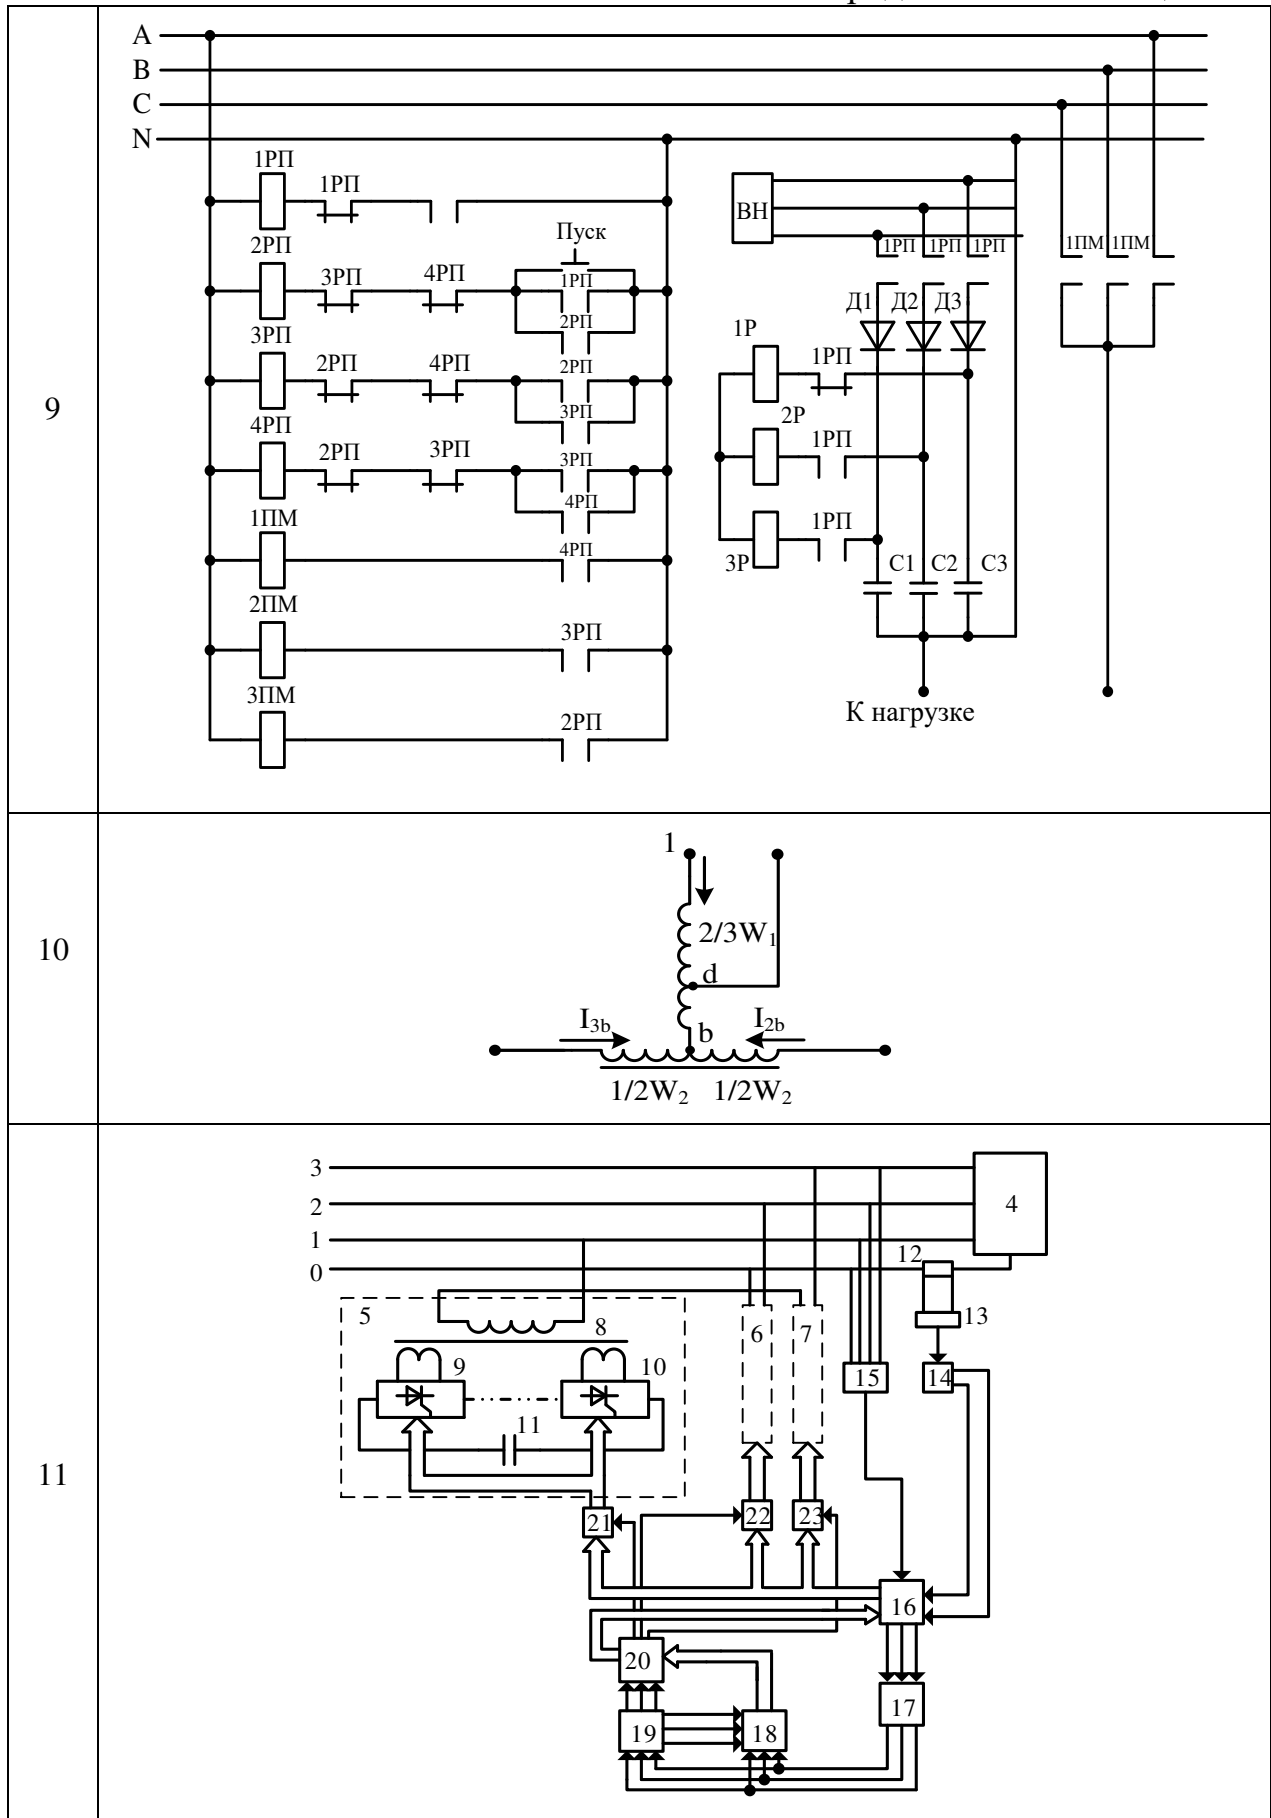 9
A
B
C
N
1РП
1РП
2РП
3РП
4РП
Пуск
1РП
2РП
3РП
2РП
4РП
2РП
3РП
4РП
2РП
3РП
3РП
4РП
1ПМ
4РП
2ПМ
3РП
3ПМ
2РП
ВН
1РП
1РП
1РП
1ПМ
1ПМ
Д1
Д2
Д3
1Р
1РП
2Р
1РП
3Р
1РП
С1
С2
С3
К нагрузке
10
1
2/3W₁
d
I₃b
b
I₂b
1/2W₂
1/2W₂
11
3
2
1
0
4
12
5
8
6
7
13
9
10
15
14
11
21
22
23
16
20
17
19
18